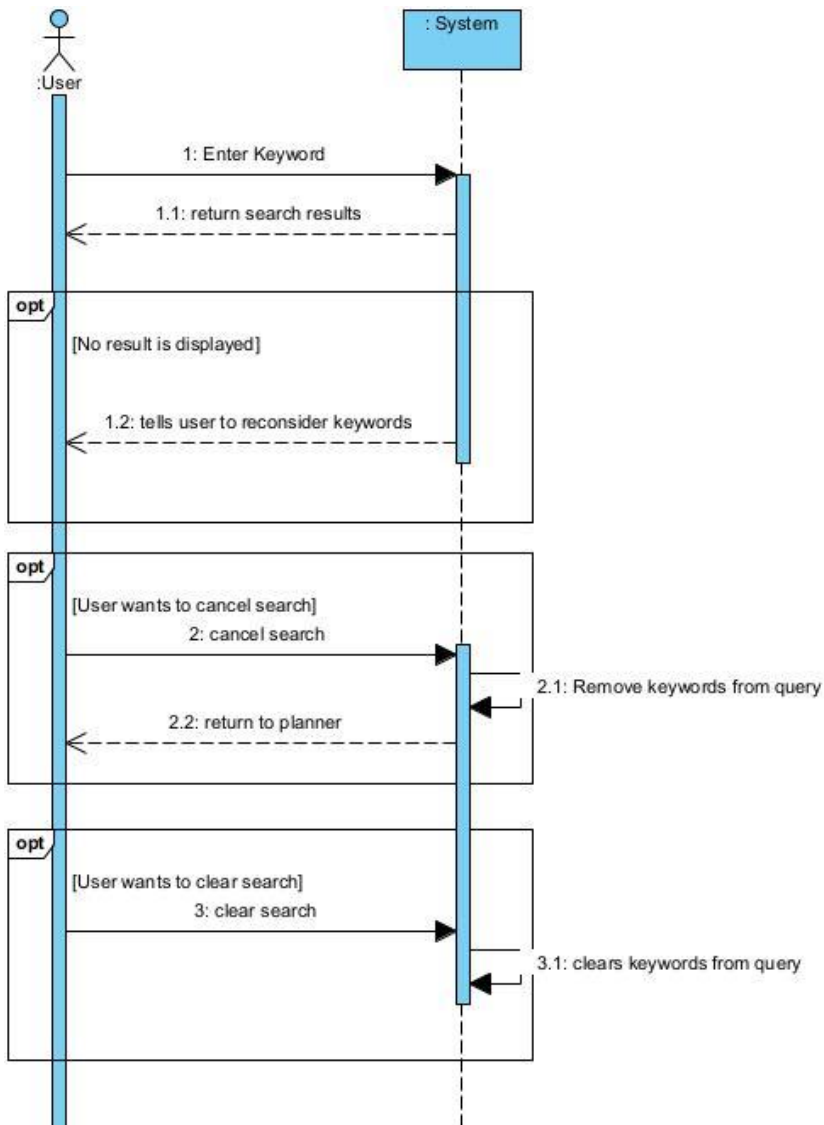 : System
:User
1: Enter Keyword
1.1: return search results
opt
[No result is displayed]
1.2: tells user to reconsider keywords
opt
[User wants to cancel search]
2: cancel search
2.1: Remove keywords from query
2.2: return to planner
opt
[User wants to clear search]
3: clear search
3.1: clears keywords from query